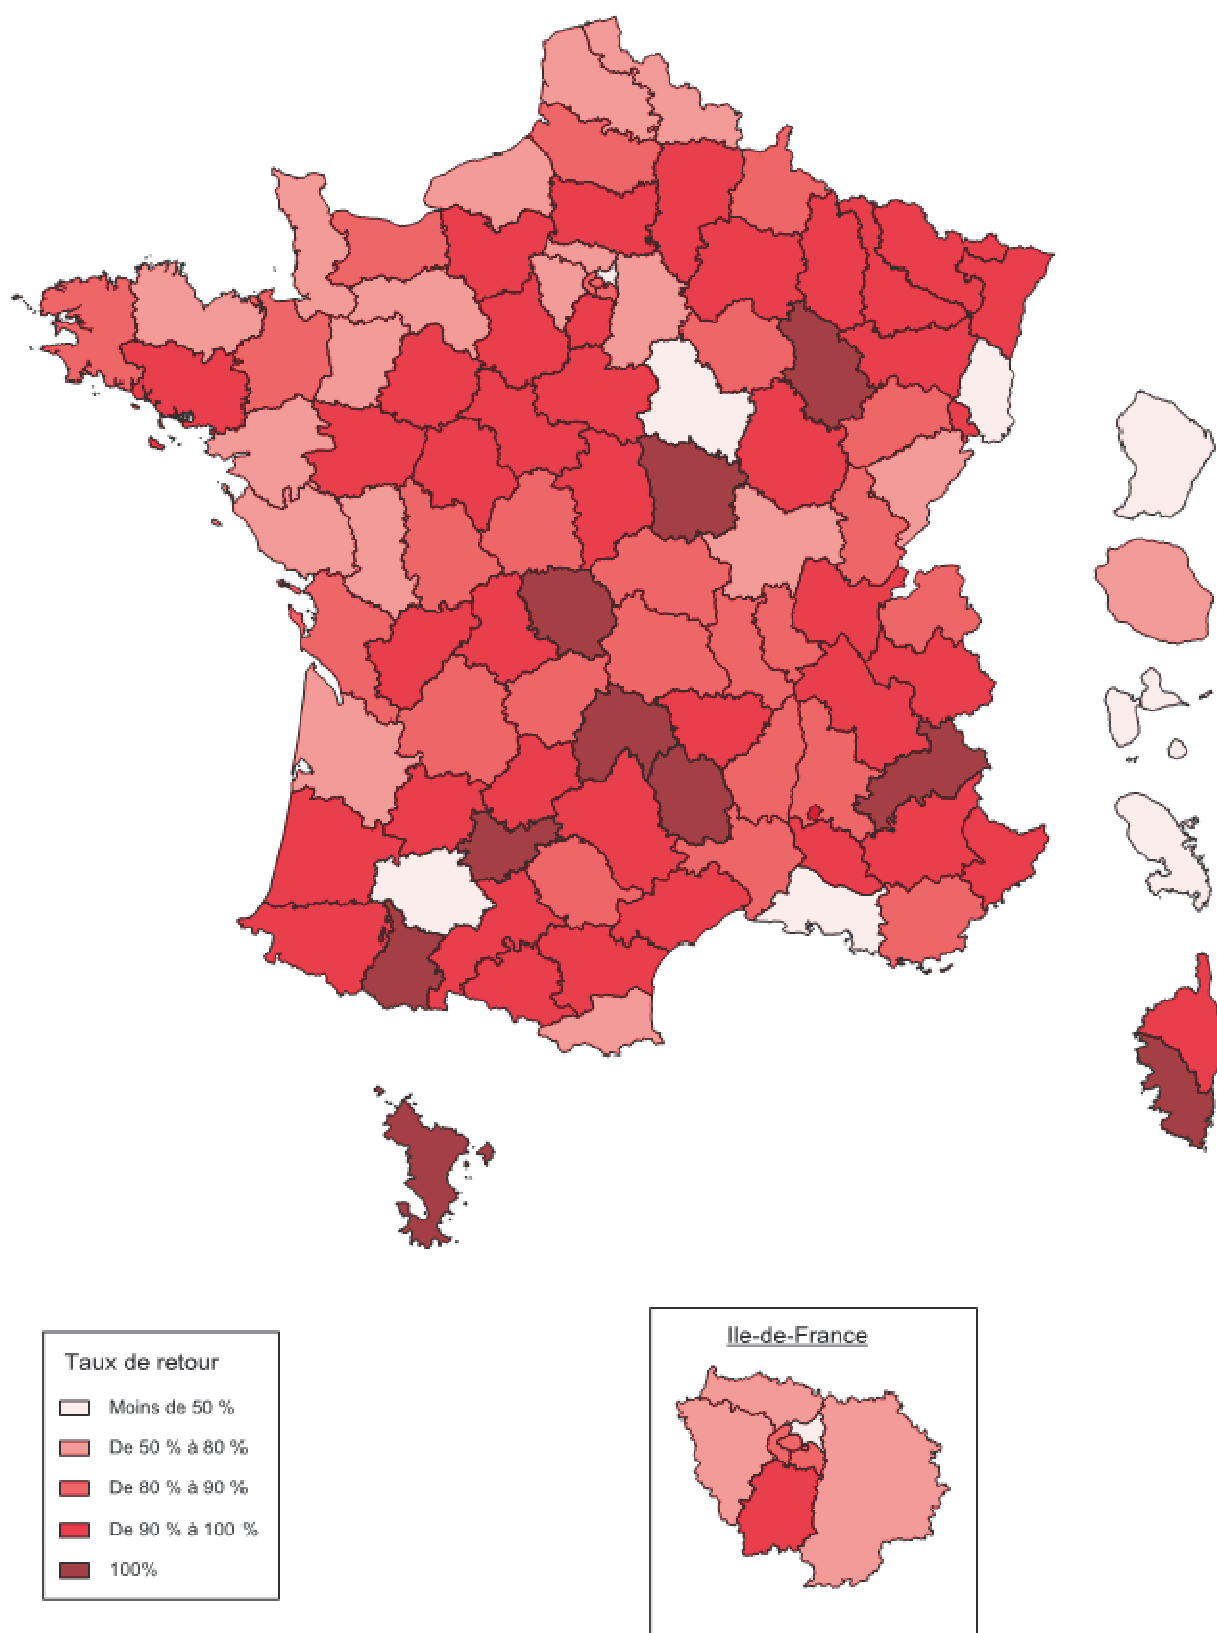 Taux de retour
Moins de 50 %
De 50 % à 80 %
De 80 % à 90 %
De 90 % à 100 %
100%
Ile-de-France